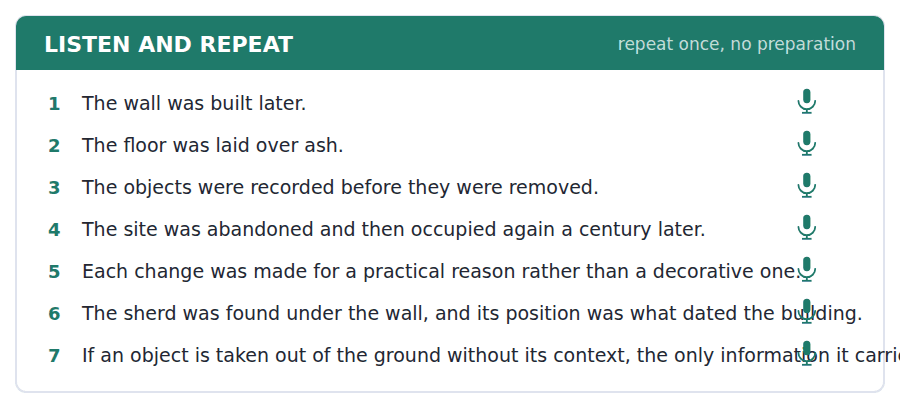 LISTEN AND REPEAT
repeat once, no preparation
1 The wall was built later.
2 The floor was laid over ash.
3 The objects were recorded before they were removed.
4 The site was abandoned and then occupied again a century later.
5 Each change was made for a practical reason rather than a decorative one.
6 The sherd was found under the wall, and its position was what dated the building.
7 If an object is taken out of the ground without its context, the only information it